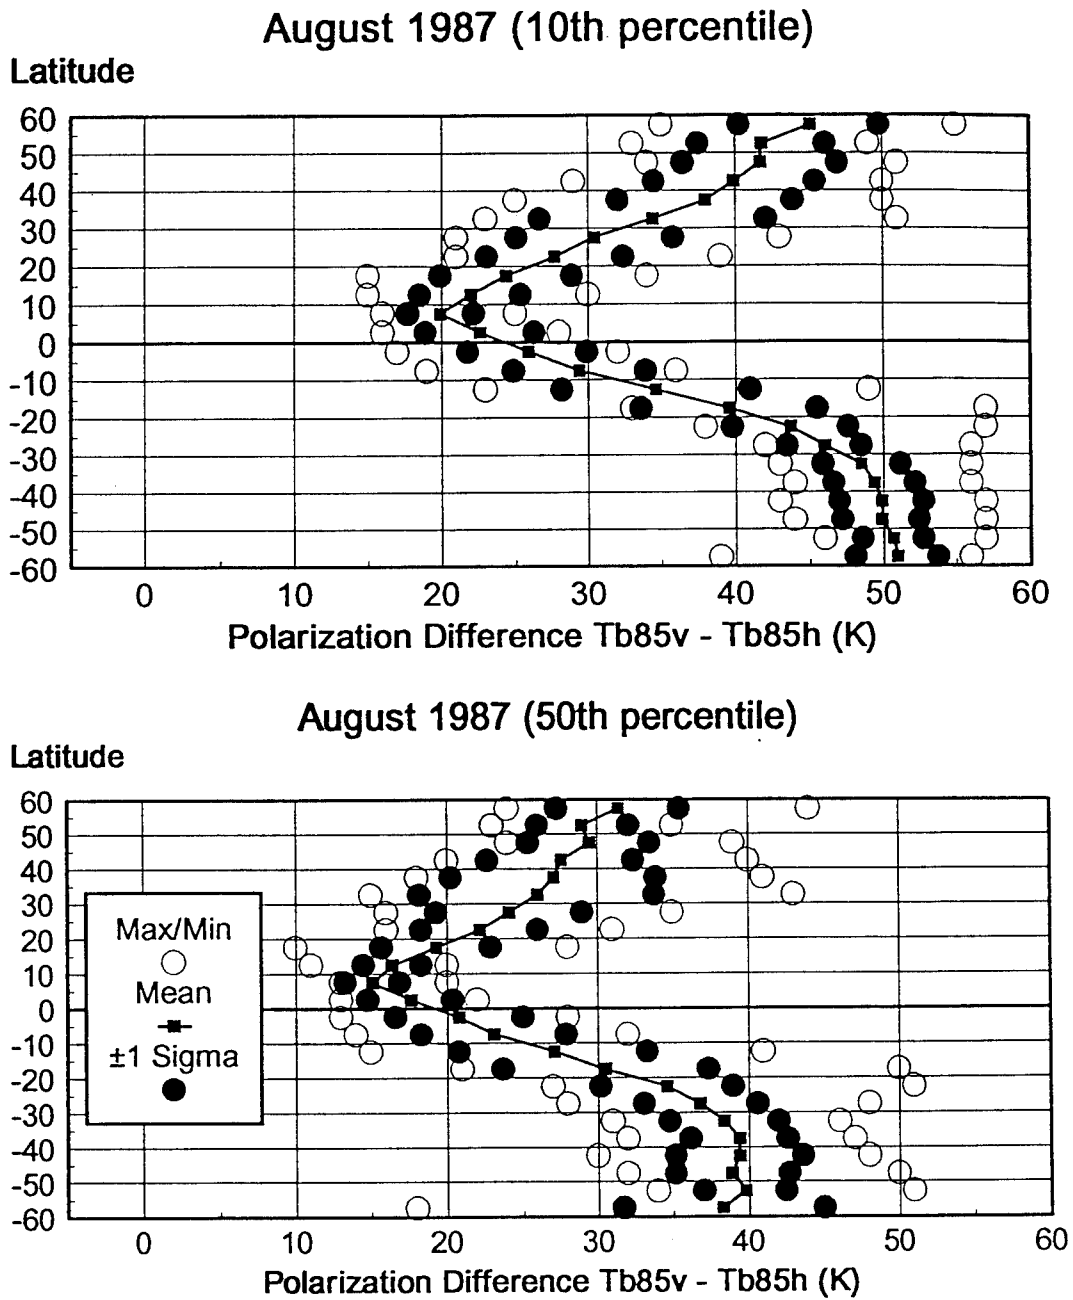 August 1987 (10th percentile)
Latitude
60
50
40
30
20
10
0
-10
-20
-30
-40
-50
-60
0 10 20 30 40 50 60
Polarization Difference Tb85v - Tb85h (K)
August 1987 (50th percentile)
Latitude
60
50
40
30
20
10
0
-10
-20
-30
-40
-50
-60
Max/Min
Mean
±1 Sigma
0 10 20 30 40 50 60
Polarization Difference Tb85v - Tb85h (K)